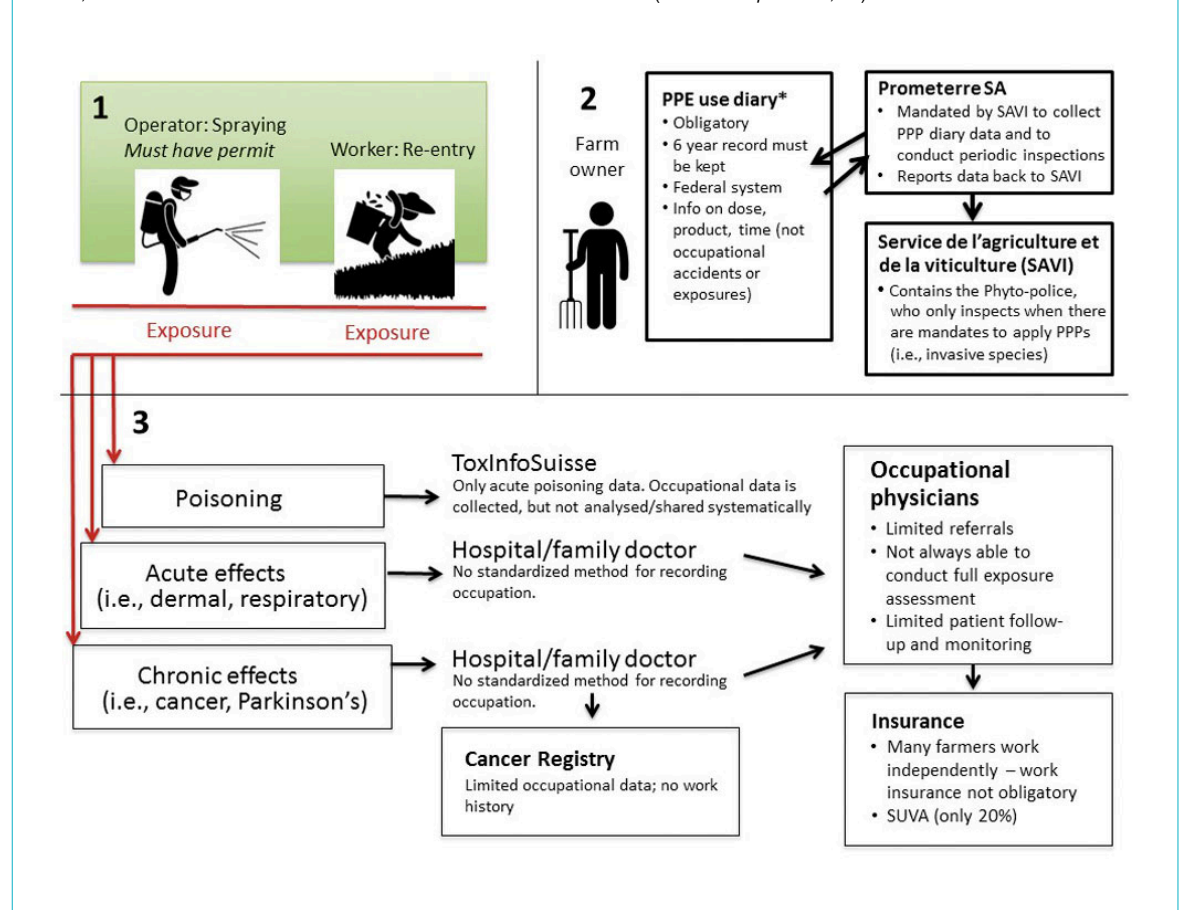 1
Operator: Spraying
Must have permit
Worker: Re-entry
Exposure
Exposure
2
Farm
owner
PPE use diary*
• Obligatory
• 6 year record must
be kept
• Federal system
• Info on dose,
product, time (not
occupational
accidents or
exposures)
Prometerre SA
• Mandated by SAVI to collect
PPP diary data and to
conduct periodic inspections
• Reports data back to SAVI
Service de l’agriculture et
de la viticulture (SAVI)
• Contains the Phyto-police,
who only inspects when there
are mandates to apply PPPs
(i.e., invasive species)
3
Poisoning
ToxInfoSuisse
Only acute poisoning data. Occupational data is
collected, but not analysed/shared systematically
Acute effects
(i.e., dermal, respiratory)
Hospital/family doctor
No standardized method for recording
occupation.
Chronic effects
(i.e., cancer, Parkinson’s)
Hospital/family doctor
No standardized method for recording
occupation.
Cancer Registry
Limited occupational data; no work
history
Occupational
physicians
• Limited referrals
• Not always able to
conduct full exposure
assessment
• Limited patient follow-
up and monitoring
Insurance
• Many farmers work
independently – work
insurance not obligatory
• SUVA (only 20%)